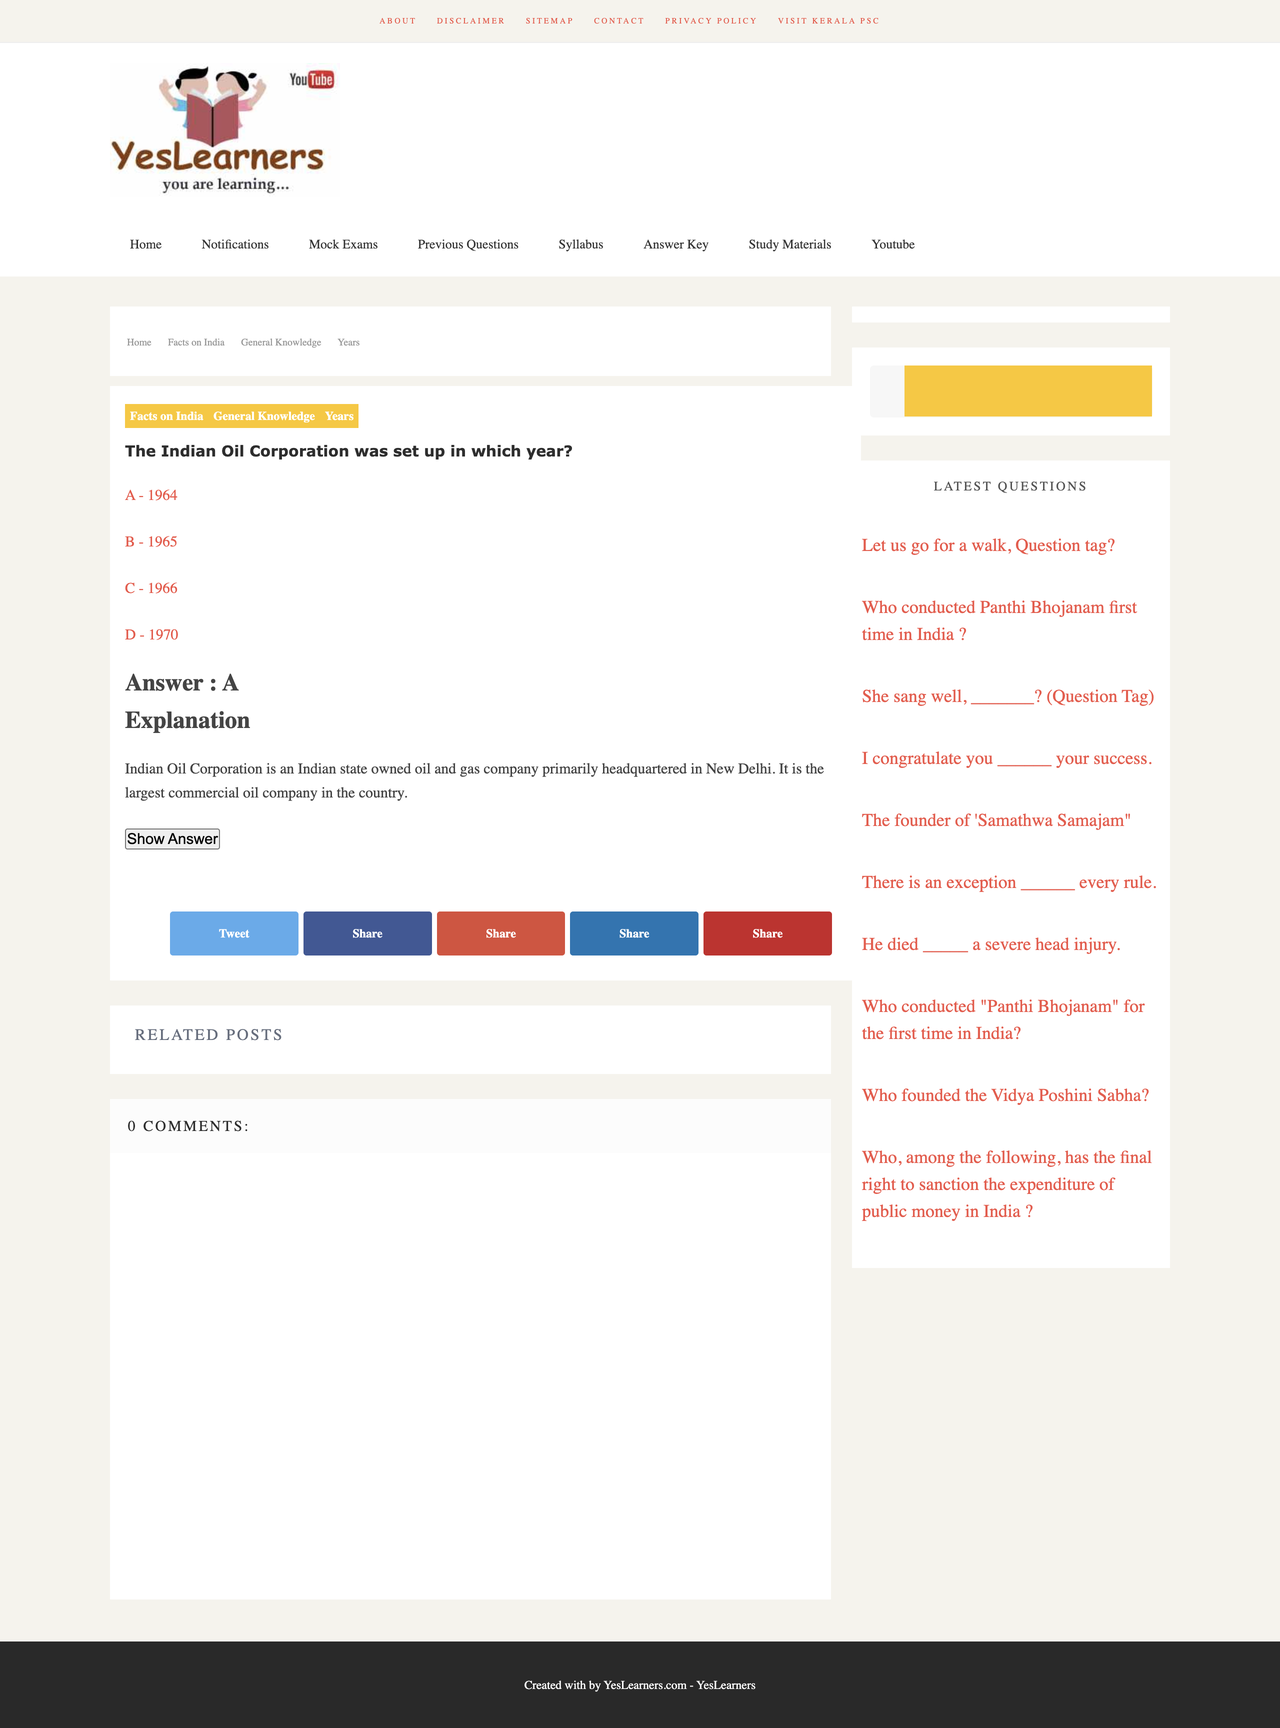 ABOUT DISCLAIMER SITEMAP CONTACT PRIVACY POLICY VISIT KERALA PSC
YouTube
YesLearners
you are learning...
Home Notifications Mock Exams Previous Questions Syllabus Answer Key Study Materials Youtube
Home Facts on India General Knowledge Years
Facts on India General Knowledge Years
The Indian Oil Corporation was set up in which year?
A - 1964
B - 1965
C - 1966
D - 1970
Answer : A
Explanation
Indian Oil Corporation is an Indian state owned oil and gas company primarily headquartered in New Delhi. It is the
largest commercial oil company in the country.
Show Answer
Tweet Share Share Share Share
RELATED POSTS
0 COMMENTS:
LATEST QUESTIONS
Let us go for a walk, Question tag?
Who conducted Panthi Bhojanam first
time in India ?
She sang well, _______? (Question Tag)
I congratulate you ______ your success.
The founder of 'Samathwa Samajam"
There is an exception ______ every rule.
He died _____ a severe head injury.
Who conducted "Panthi Bhojanam" for
the first time in India?
Who founded the Vidya Poshini Sabha?
Who, among the following, has the final
right to sanction the expenditure of
public money in India ?
Created with by YesLearners.com - YesLearners